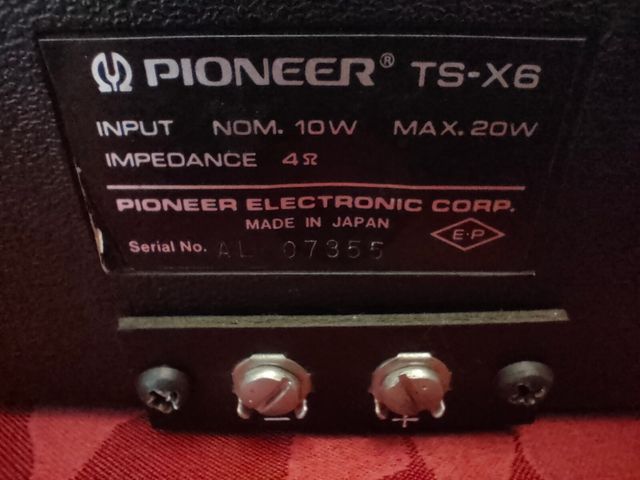 PIONEER® TS-X6
INPUT NOM. 10W MAX. 20W
IMPEDANCE 4Ω
PIONEER ELECTRONIC CORP.
MADE IN JAPAN
E·P
Serial No. AL 07355
- +